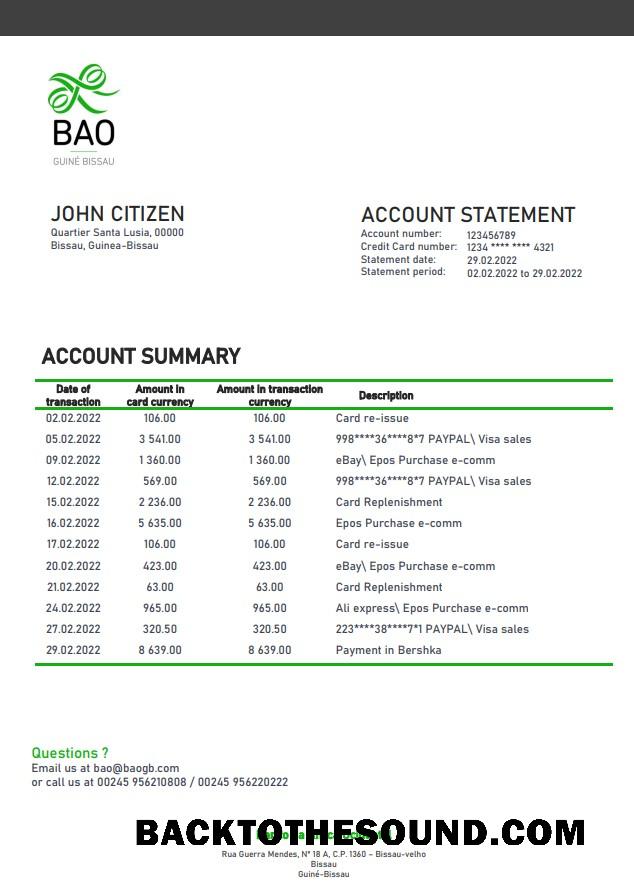 BAO
GUINÉ BISSAU
JOHN CITIZEN
Quartier Santa Lusia, 00000
Bissau, Guinea-Bissau
ACCOUNT STATEMENT
Account number: 123456789
Credit Card number: 1234 **** **** 4321
Statement date: 29.02.2022
Statement period: 02.02.2022 to 29.02.2022
ACCOUNT SUMMARY
Date of transaction Amount in card currency Amount in transaction currency Description
02.02.2022 106.00 106.00 Card re-issue
05.02.2022 3 541.00 3 541.00 998****36****8*7 PAYPAL\ Visa sales
09.02.2022 1 360.00 1 360.00 eBay\ Epos Purchase e-comm
12.02.2022 569.00 569.00 998****36****8*7 PAYPAL\ Visa sales
15.02.2022 2 236.00 2 236.00 Card Replenishment
16.02.2022 5 635.00 5 635.00 Epos Purchase e-comm
17.02.2022 106.00 106.00 Card re-issue
20.02.2022 423.00 423.00 eBay\ Epos Purchase e-comm
21.02.2022 63.00 63.00 Card Replenishment
24.02.2022 965.00 965.00 Ali express\ Epos Purchase e-comm
27.02.2022 320.50 320.50 223****38****7*1 PAYPAL\ Visa sales
29.02.2022 8 639.00 8 639.00 Payment in Bershka
Questions ?
Email us at bao@baogb.com
or call us at 00245 956210808 / 00245 956220222
BACKTOTHESOUND.COM
Rua Guerra Mendes, Nº 18 A, C.P. 1360 – Bissau-velho
Bissau
Guiné-Bissau